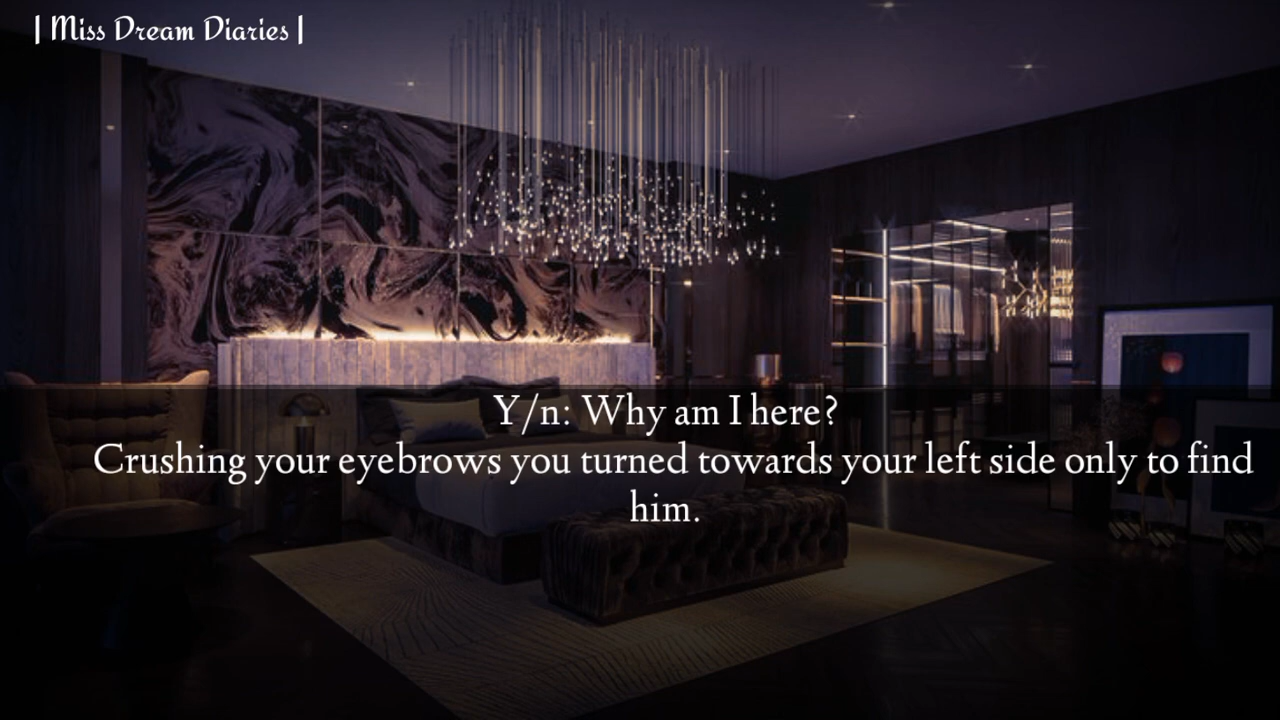 | Miss Dream Diaries |
Y/n: Why am I here?
Crushing your eyebrows you turned towards your left side only to find
him.